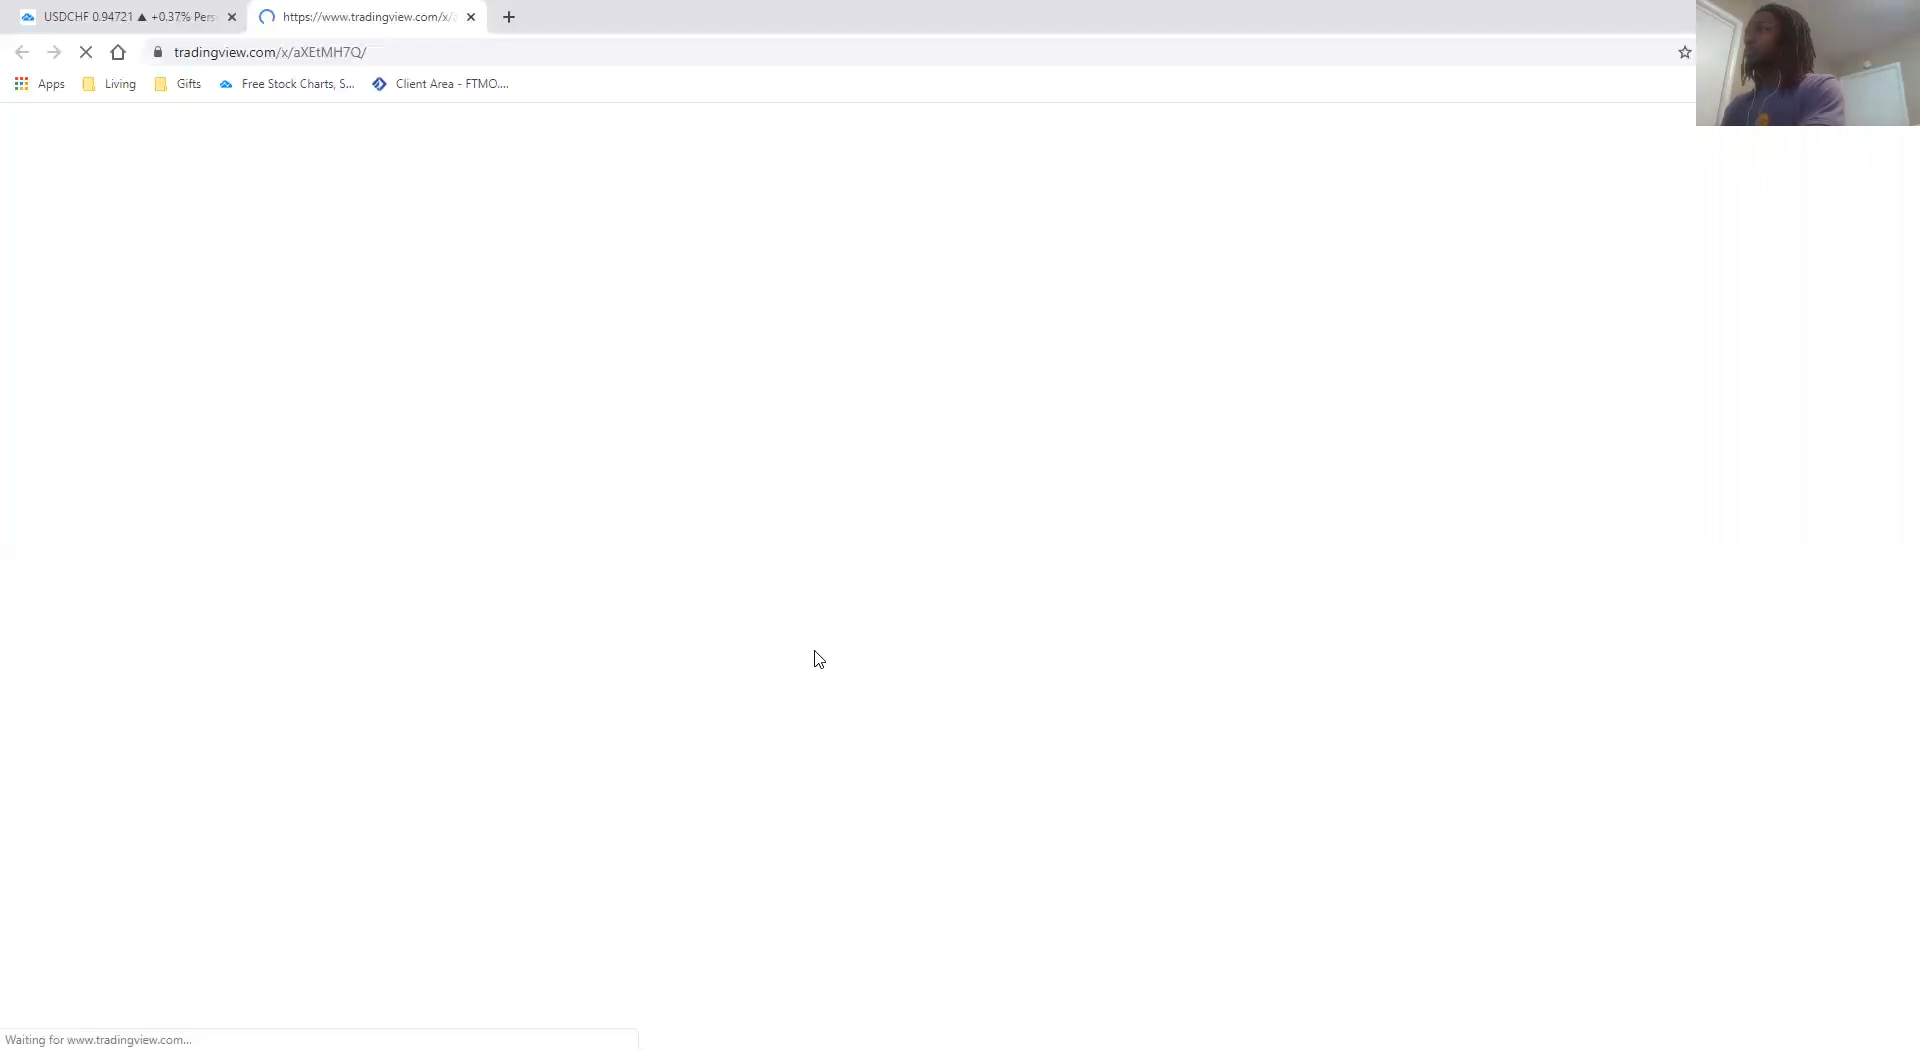 USDCHF 0.94721 ▲ +0.37% Pers
https://www.tradingview.com/x/a
tradingview.com/x/aXEtMH7Q/
Apps
Living
Gifts
Free Stock Charts, S...
Client Area - FTMO....
Waiting for www.tradingview.com...